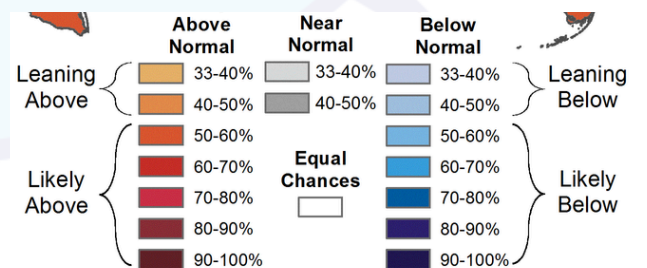 Above
Normal
Near
Normal
Below
Normal
Leaning
Above
33-40%
40-50%
33-40%
40-50%
33-40%
40-50%
Leaning
Below
Likely
Above
50-60%
60-70%
70-80%
80-90%
90-100%
Equal
Chances
50-60%
60-70%
70-80%
80-90%
90-100%
Likely
Below